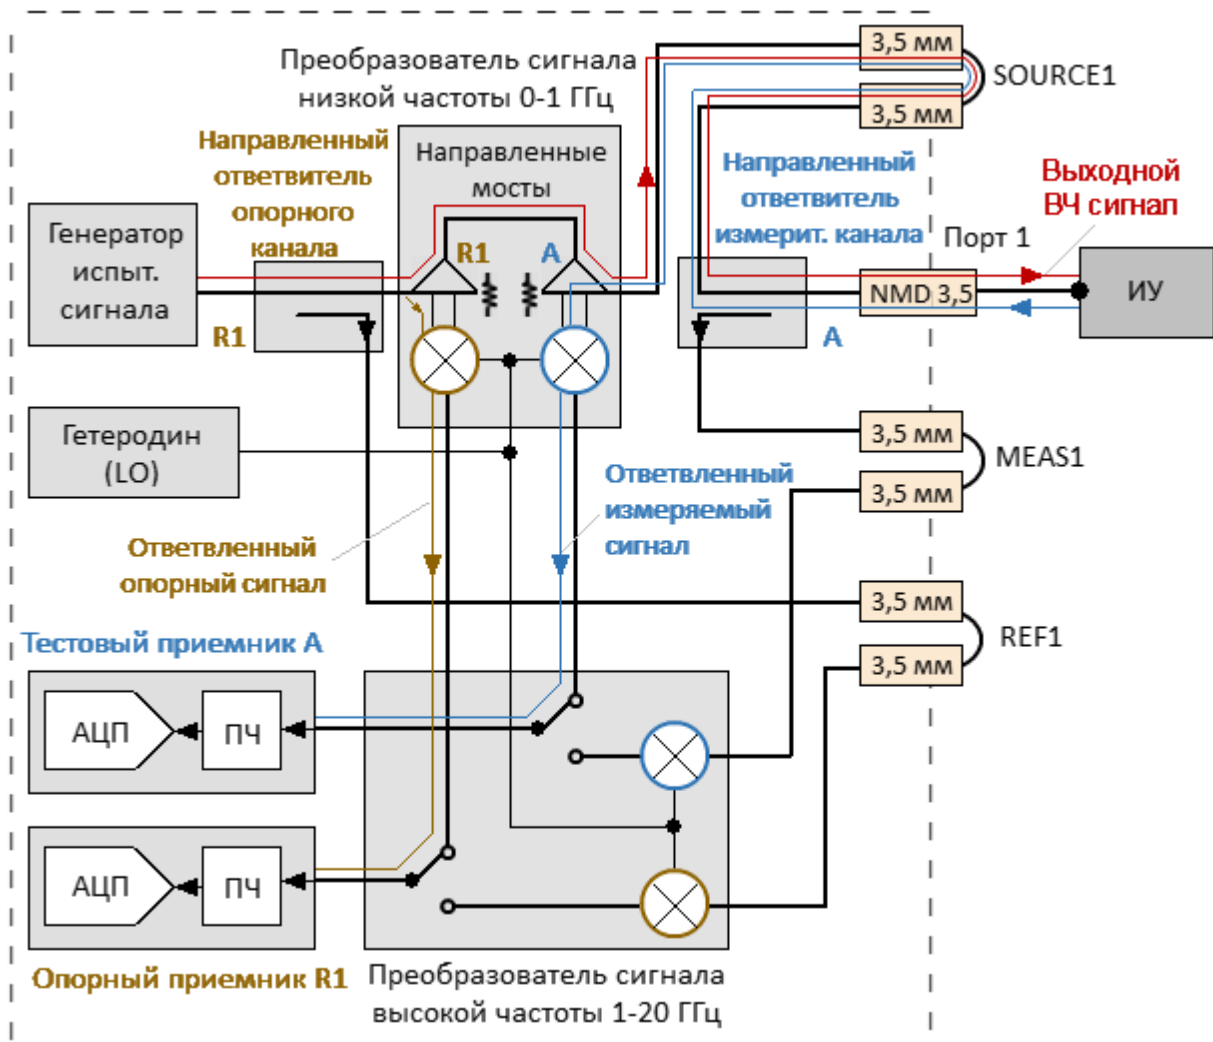 Преобразователь сигнала
низкой частоты 0-1 ГГц
3,5 мм
SOURCE1
3,5 мм
Направленный
ответвитель
опорного
канала
Направленные
мосты
Направленный
ответвитель
измерит. канала
Выходной
ВЧ сигнал
Генератор
испыт.
сигнала
R1
A
Порт 1
NMD 3,5
ИУ
R1
A
Гетеродин
(LO)
3,5 мм
MEAS1
3,5 мм
Ответвленный
измеряемый
сигнал
Ответвленный
опорный сигнал
3,5 мм
REF1
3,5 мм
Тестовый приемник A
АЦП
ПЧ
АЦП
ПЧ
Опорный приемник R1
Преобразователь сигнала
высокой частоты 1-20 ГГц